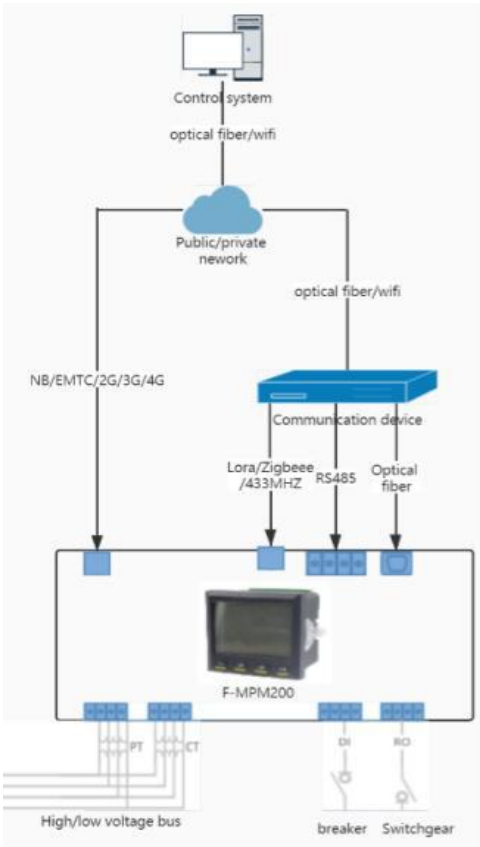 Control system
optical fiber/wifi
Public/private
nework
optical fiber/wifi
NB/EMTC/2G/3G/4G
Communication device
Lora/Zigbeee
/433MHZ
RS485
Optical
fiber
F-MPM200
PT
CT
DI
RO
High/low voltage bus
breaker
Switchgear